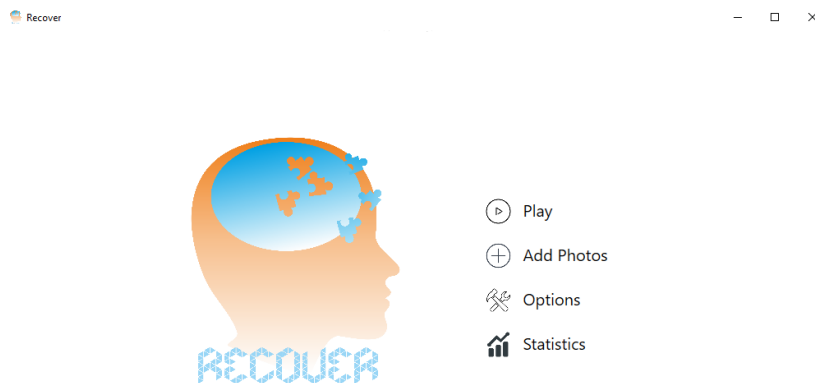 Recover
Play
Add Photos
Options
Statistics
RECOVER